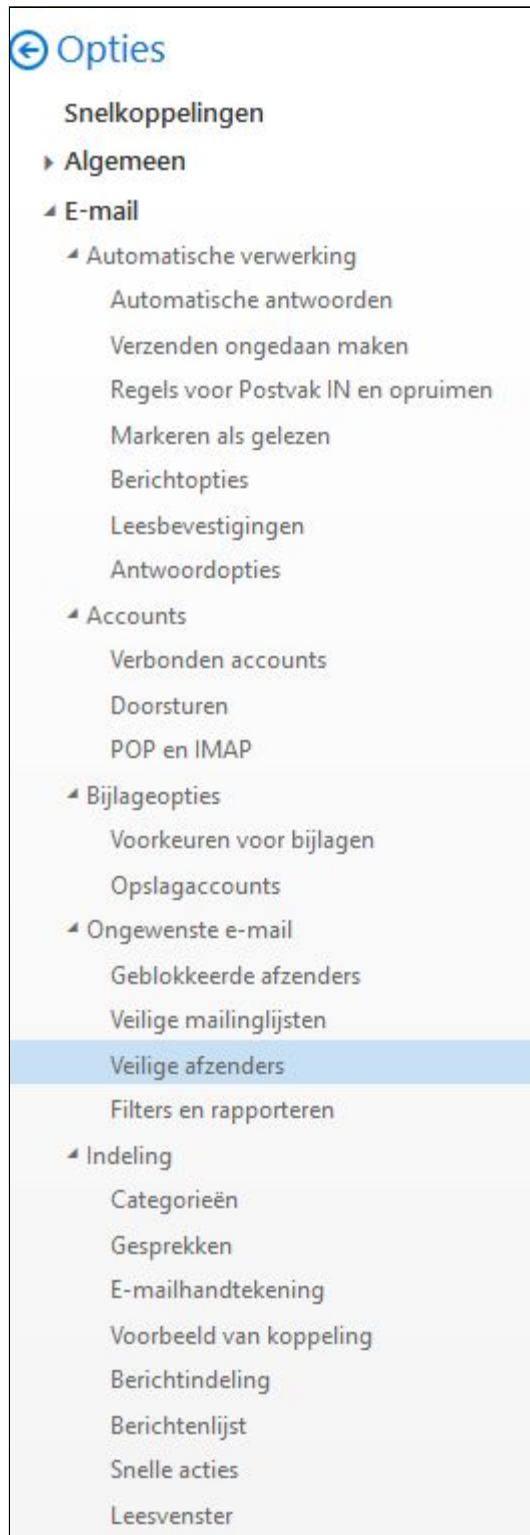 Opties
Snelkoppelingen
Algemeen
E-mail
Automatische verwerking
Automatische antwoorden
Verzenden ongedaan maken
Regels voor Postvak IN en opruimen
Markeren als gelezen
Berichtopties
Leesbevestigingen
Antwoordopties
Accounts
Verbonden accounts
Doorsturen
POP en IMAP
Bijlageopties
Voorkeuren voor bijlagen
Opslagaccounts
Ongewenste e-mail
Geblokkeerde afzenders
Veilige mailinglijsten
Veilige afzenders
Filters en rapporteren
Indeling
Categorieën
Gesprekken
E-mailhandtekening
Voorbeeld van koppeling
Berichtindeling
Berichtenlijst
Snelle acties
Leesvenster